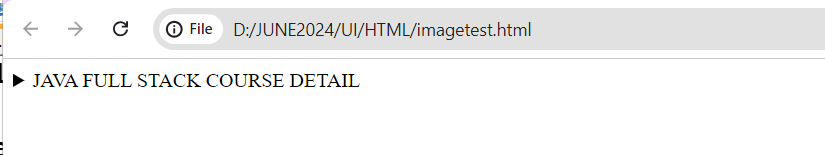 File D:/JUNE2024/UI/HTML/imagetest.html
JAVA FULL STACK COURSE DETAIL